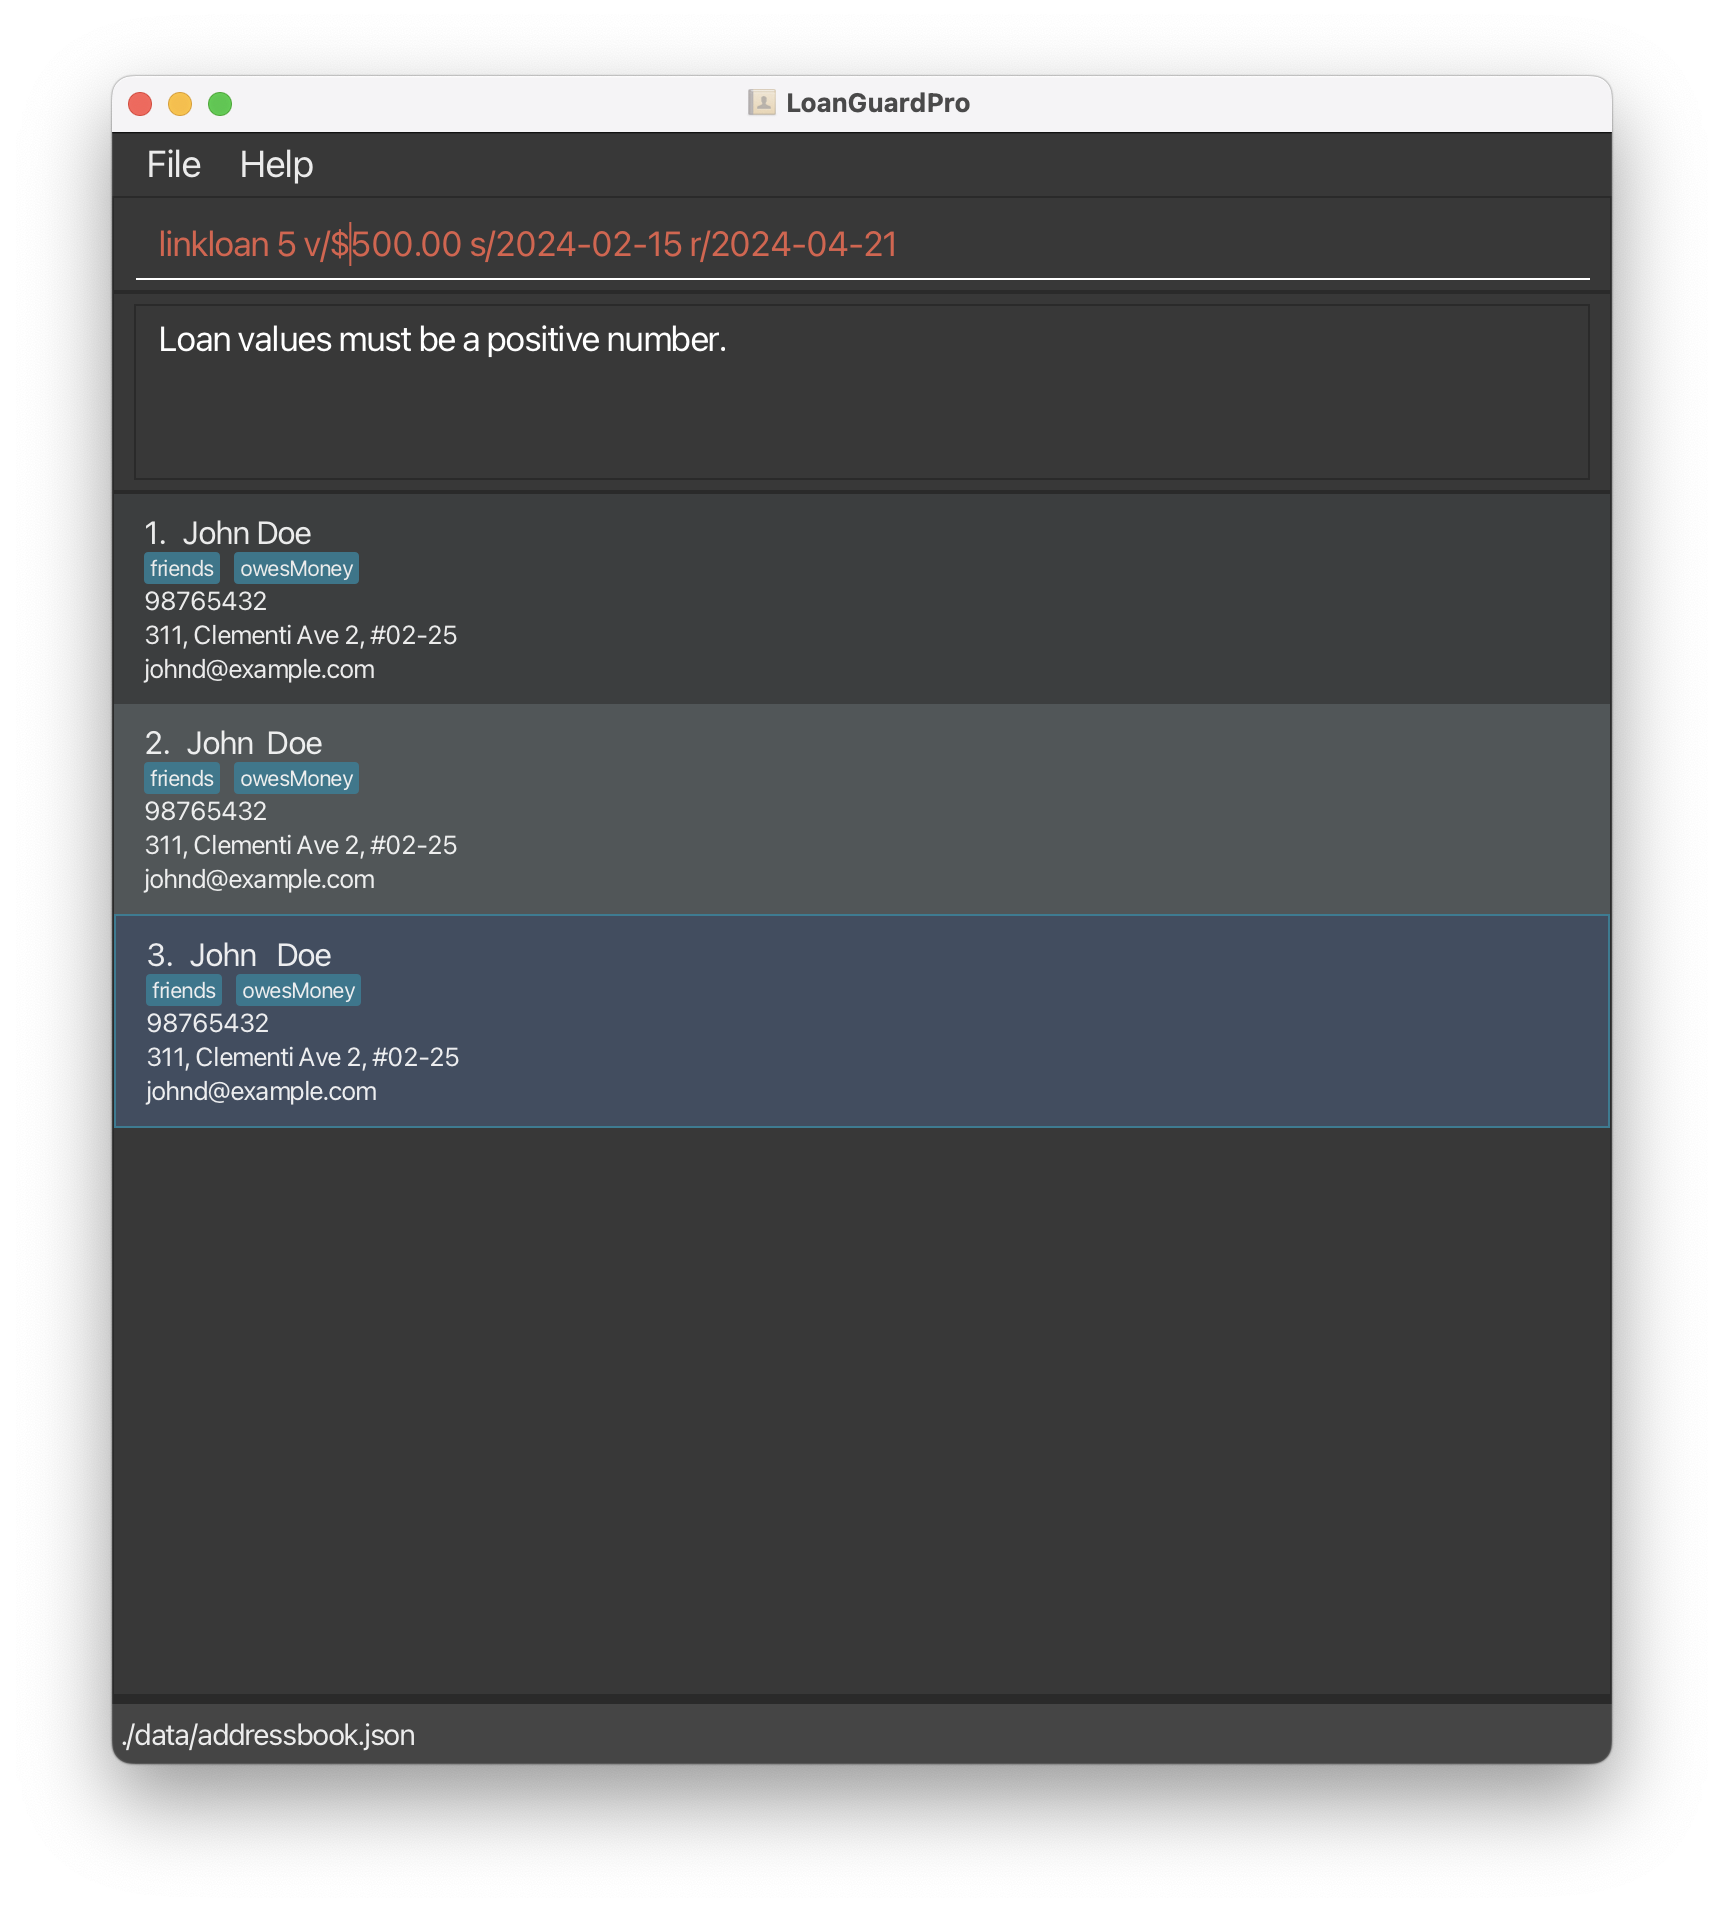 LoanGuardPro
File Help
linkloan 5 v/$500.00 s/2024-02-15 r/2024-04-21
Loan values must be a positive number.
1. John Doe
friends owesMoney
98765432
311, Clementi Ave 2, #02-25
johnd@example.com
2. John  Doe
friends owesMoney
98765432
311, Clementi Ave 2, #02-25
johnd@example.com
3. John   Doe
friends owesMoney
98765432
311, Clementi Ave 2, #02-25
johnd@example.com
./data/addressbook.json